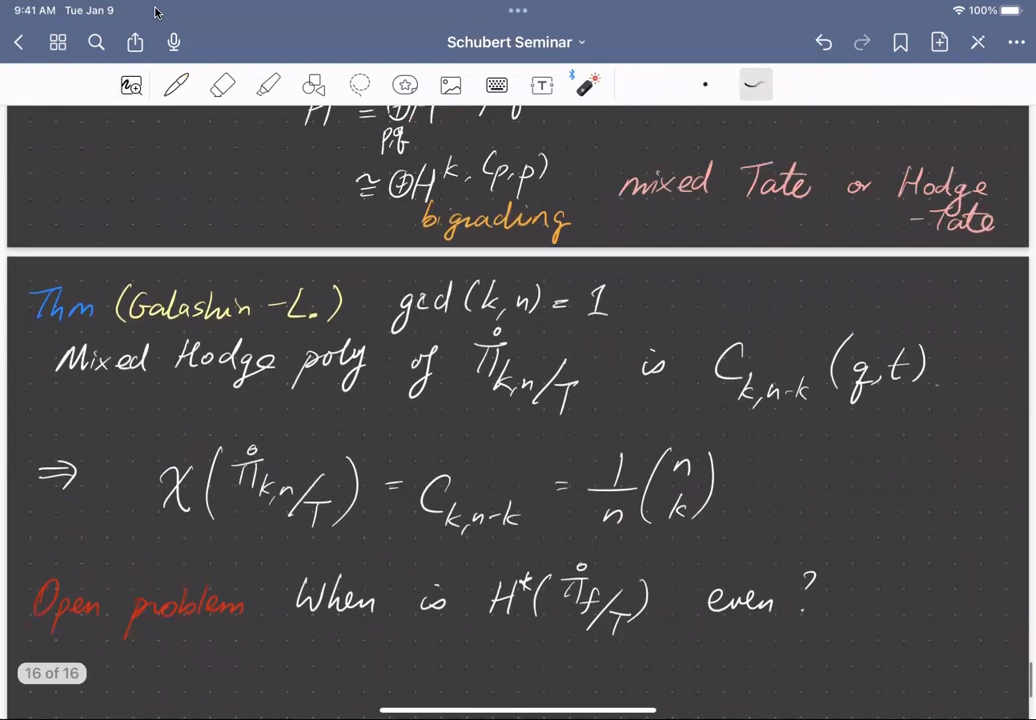 9:41 AM Tue Jan 9
100%
Schubert Seminar
p,q
≅ ⊕H^{k,(p,p)} mixed Tate or Hodge
bigrading -Tate
Thm (Galashin-L.) gcd(k,n) = 1
Mixed Hodge poly of Π°_{k,n}/T is C_{k,n-k}(q,t)
⇒ χ(Π°_{k,n}/T) = C_{k,n-k} = 1/n (n k)
Open problem When is H*(Π°_f/T) even?
16 of 16